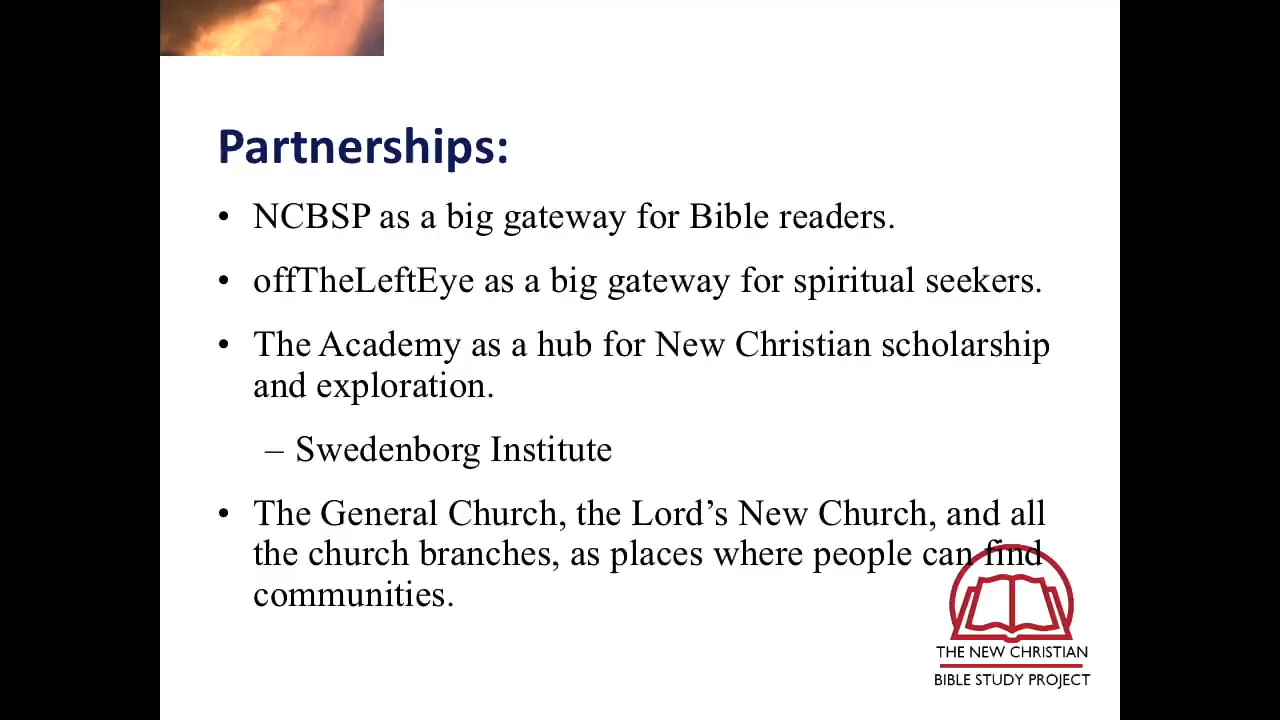 Partnerships:
• NCBSP as a big gateway for Bible readers.
• offTheLeftEye as a big gateway for spiritual seekers.
• The Academy as a hub for New Christian scholarship
and exploration.
– Swedenborg Institute
• The General Church, the Lord’s New Church, and all
the church branches, as places where people can find
communities.
THE NEW CHRISTIAN
BIBLE STUDY PROJECT